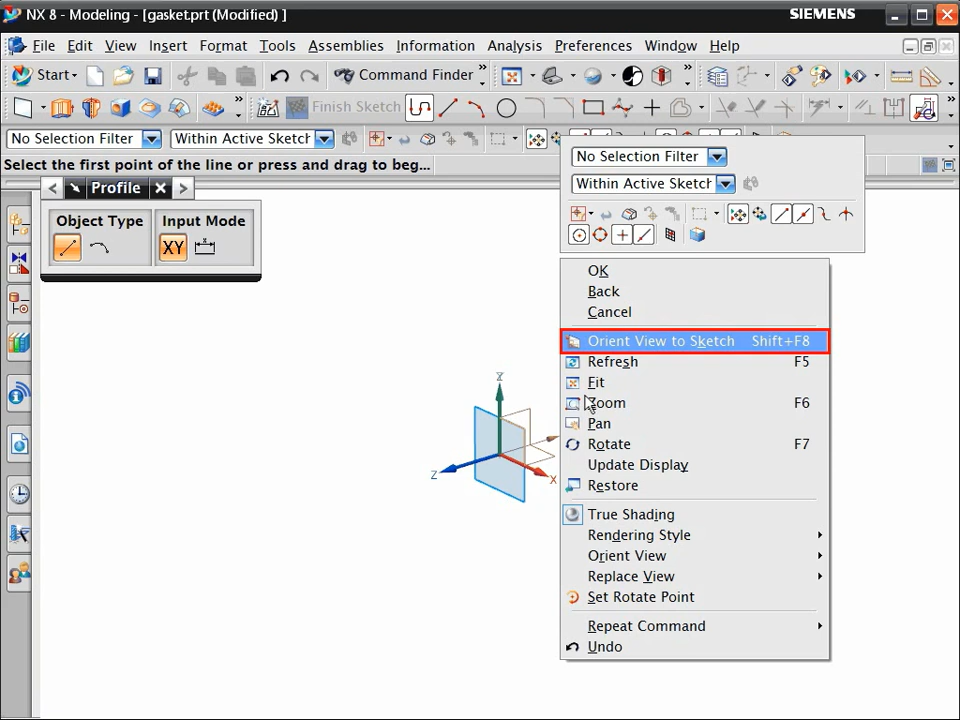 NX 8 - Modeling - [gasket.prt (Modified) ]
SIEMENS
File Edit View Insert Format Tools Assemblies Information Analysis Preferences Window Help
Start Command Finder
Finish Sketch
No Selection Filter Within Active Sketch
Select the first point of the line or press and drag to beg...
No Selection Filter
Within Active Sketch
Profile
Object Type Input Mode
XY
OK
Back
Cancel
Orient View to Sketch Shift+F8
Refresh F5
Fit
Zoom F6
Pan
Rotate F7
Update Display
Restore
True Shading
Rendering Style
Orient View
Replace View
Set Rotate Point
Repeat Command
Undo
Z
Z
X